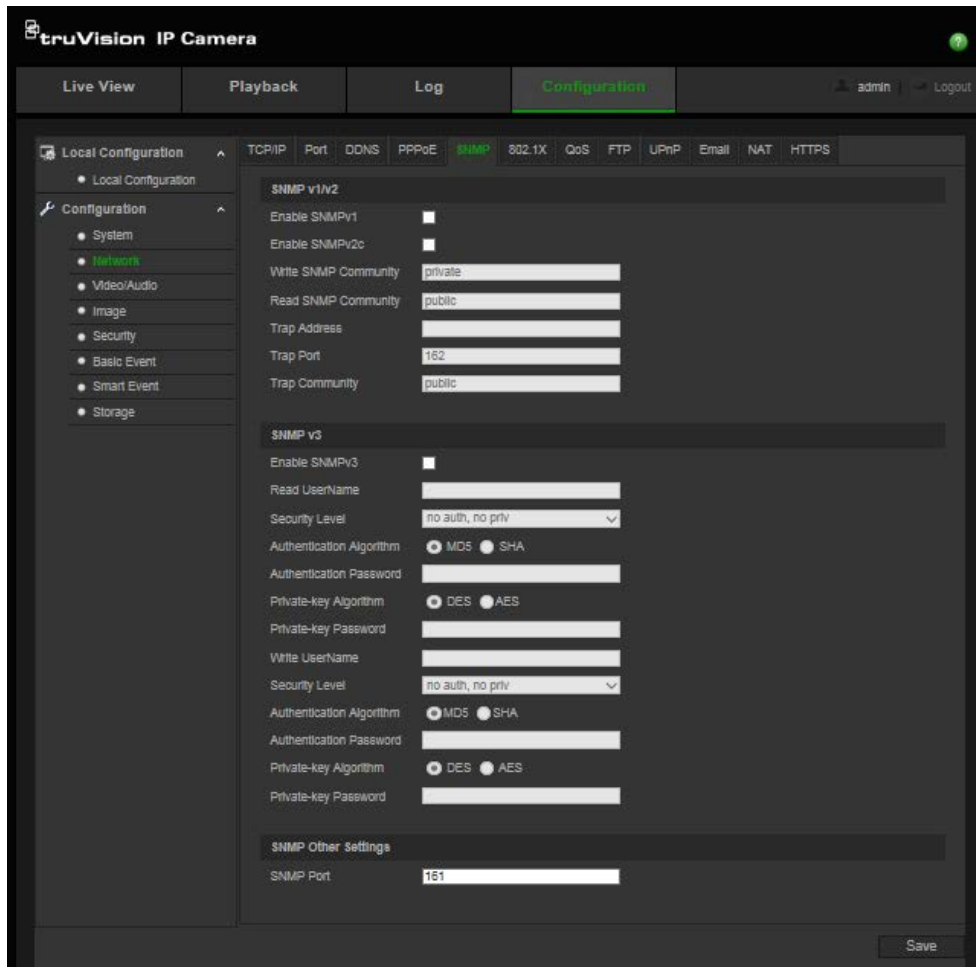 truVision IP Camera
?
Live View Playback Log Configuration admin Logout
Local Configuration
Local Configuration
Configuration
System
Network
Video/Audio
Image
Security
Basic Event
Smart Event
Storage
TCP/IP Port DDNS PPPoE SNMP 802.1X QoS FTP UPnP Email NAT HTTPS
SNMP v1/v2
Enable SNMPv1
Enable SNMPv2c
Write SNMP Community private
Read SNMP Community public
Trap Address
Trap Port 162
Trap Community public
SNMP v3
Enable SNMPv3
Read UserName
Security Level no auth, no priv
Authentication Algorithm MD5 SHA
Authentication Password
Private-key Algorithm DES AES
Private-key Password
Write UserName
Security Level no auth, no priv
Authentication Algorithm MD5 SHA
Authentication Password
Private-key Algorithm DES AES
Private-key Password
SNMP Other Settings
SNMP Port 161
Save